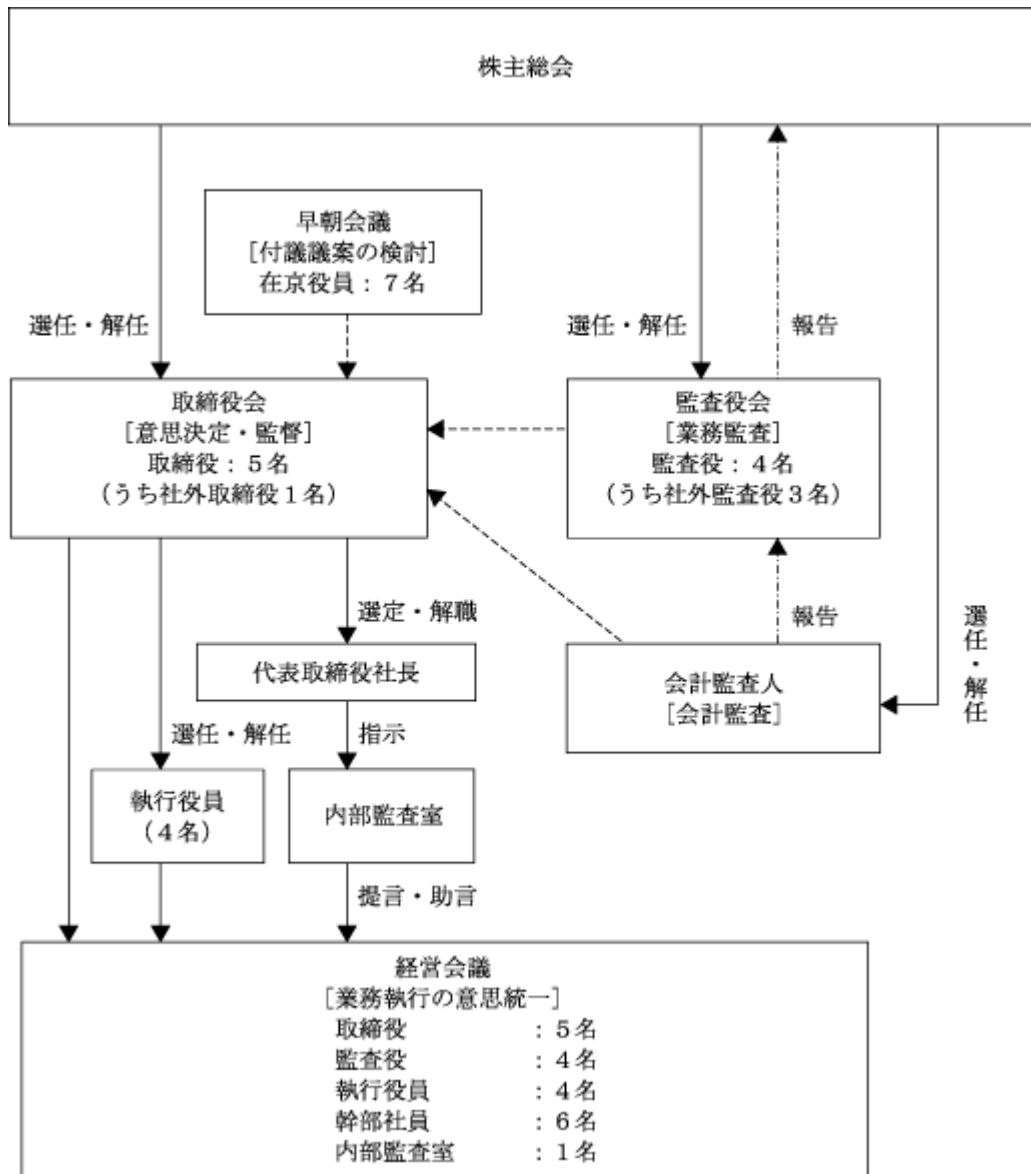 株主総会
早朝会議
[付議議案の検討]
在京役員：７名
選任・解任
選任・解任
報告
取締役会
[意思決定・監督]
取締役：５名
（うち社外取締役１名）
監査役会
[業務監査]
監査役：４名
（うち社外監査役３名）
選定・解職
報告
選任・解任
代表取締役社長
会計監査人
[会計監査]
選任・解任
指示
執行役員
（４名）
内部監査室
提言・助言
経営会議
[業務執行の意思統一]
取締役　　　　：５名
監査役　　　　：４名
執行役員　　　：４名
幹部社員　　　：６名
内部監査室　　：１名